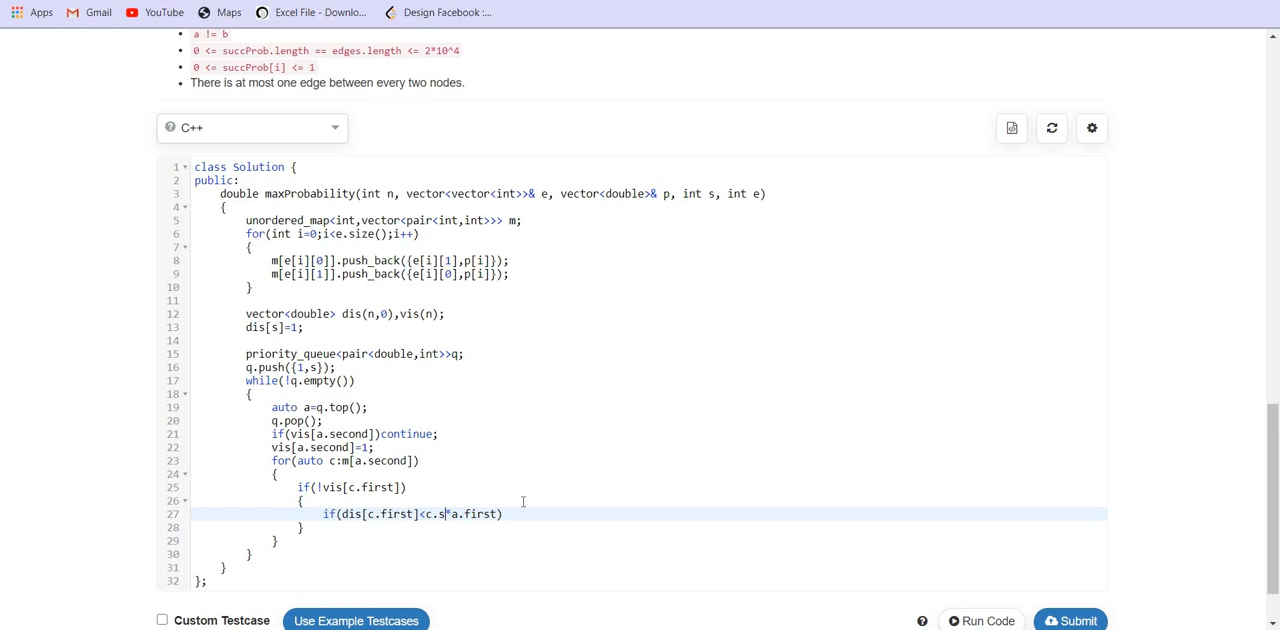 Apps Gmail YouTube Maps Excel File - Downlo... Design Facebook :...
a != b
0 <= succProb.length == edges.length <= 2*10^4
0 <= succProb[i] <= 1
There is at most one edge between every two nodes.
C++
1 class Solution {
2 public:
3 double maxProbability(int n, vector<vector<int>>& e, vector<double>& p, int s, int e)
4 {
5 unordered_map<int,vector<pair<int,int>>> m;
6 for(int i=0;i<e.size();i++)
7 {
8 m[e[i][0]].push_back({e[i][1],p[i]});
9 m[e[i][1]].push_back({e[i][0],p[i]});
10 }
11
12 vector<double> dis(n,0),vis(n);
13 dis[s]=1;
14
15 priority_queue<pair<double,int>>q;
16 q.push({1,s});
17 while(!q.empty())
18 {
19 auto a=q.top();
20 q.pop();
21 if(vis[a.second])continue;
22 vis[a.second]=1;
23 for(auto c:m[a.second])
24 {
25 if(!vis[c.first])
26 {
27 if(dis[c.first]<c.s*a.first)
28 }
29 }
30 }
31 }
32 };
Custom Testcase Use Example Testcases Run Code Submit